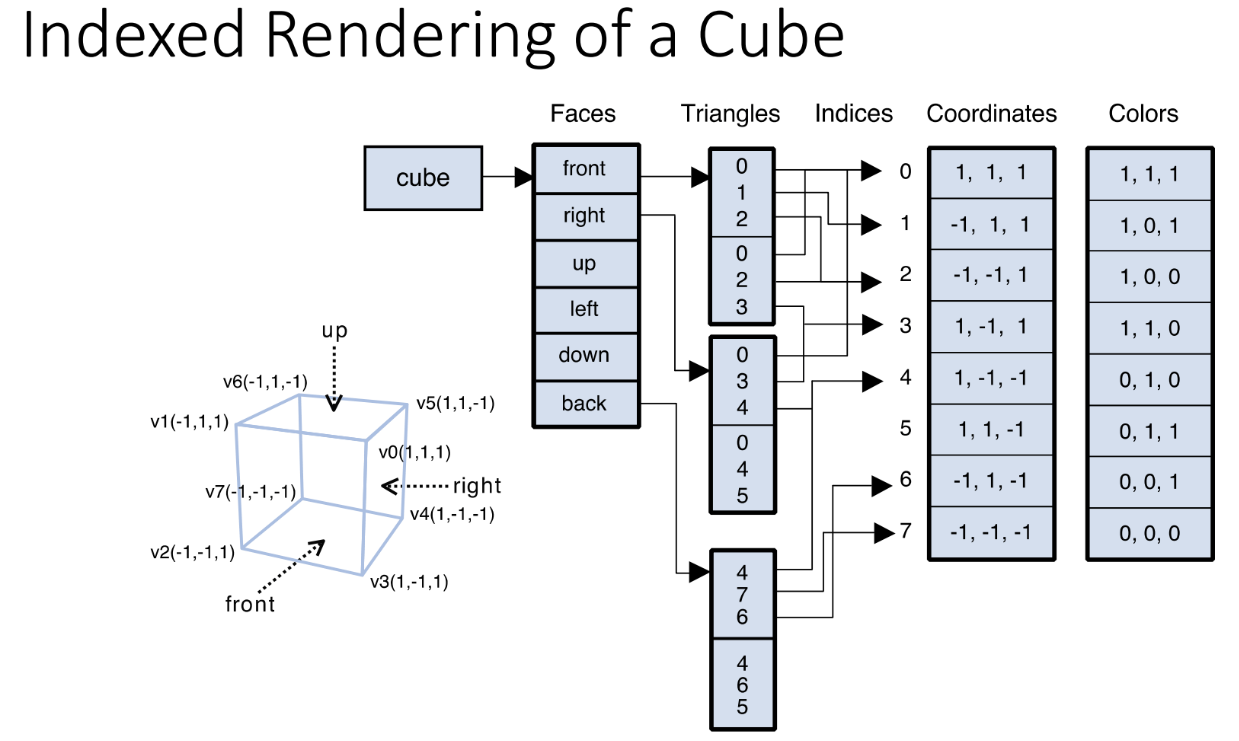 Indexed Rendering of a Cube
Faces Triangles Indices Coordinates Colors
cube
front
right
up
left
down
back
0
1
2
0
2
3
0
3
4
0
4
5
4
7
6
4
6
5
0
1
2
3
4
5
6
7
1, 1, 1
-1, 1, 1
-1, -1, 1
1, -1, 1
1, -1, -1
1, 1, -1
-1, 1, -1
-1, -1, -1
1, 1, 1
1, 0, 1
1, 0, 0
1, 1, 0
0, 1, 0
0, 1, 1
0, 0, 1
0, 0, 0
up
v6(-1,1,-1)
v5(1,1,-1)
v1(-1,1,1)
v0(1,1,1)
v7(-1,-1,-1)
right
v4(1,-1,-1)
v2(-1,-1,1)
v3(1,-1,1)
front